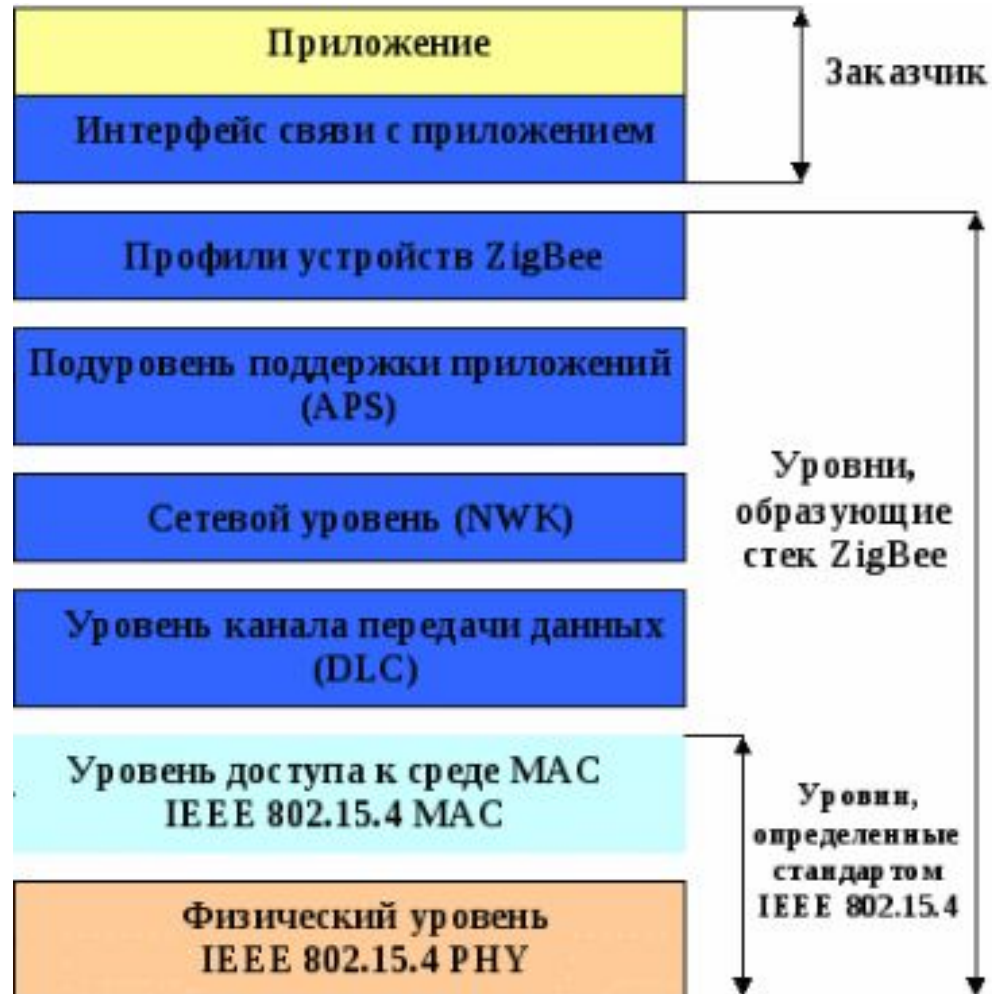 Приложение
Заказчик
Интерфейс связи с приложением
Профили устройств ZigBee
Подуровень поддержки приложений
(APS)
Уровни,
образующие
стек ZigBee
Сетевой уровень (NWK)
Уровень канала передачи данных
(DLC)
Уровень доступа к среде MAC
IEEE 802.15.4 MAC
Уровни,
определенные
стандартом
IEEE 802.15.4
Физический уровень
IEEE 802.15.4 PHY